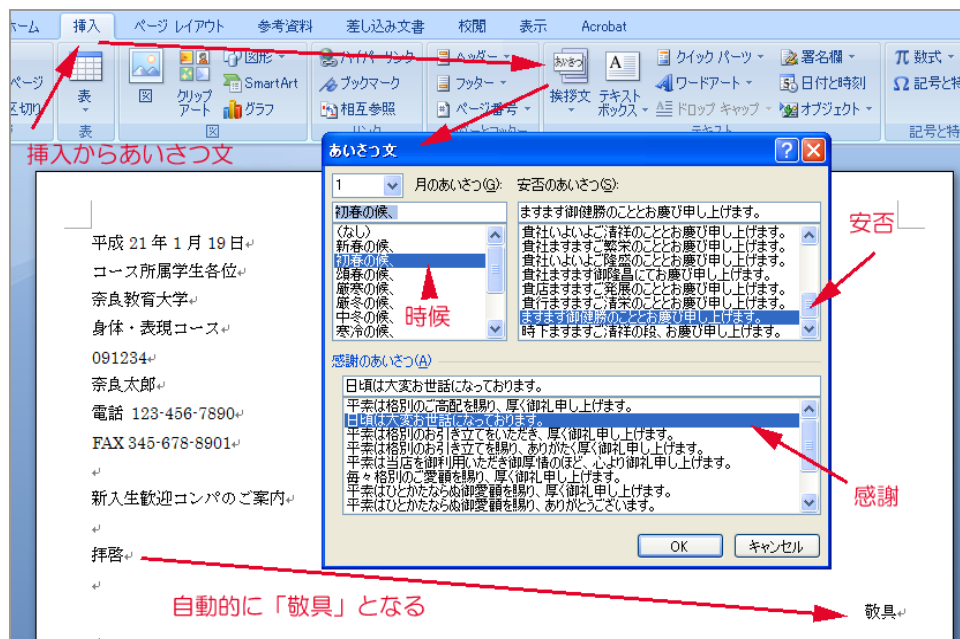 ホーム 挿入 ページ レイアウト 参考資料 差し込み文書 校閲 表示 Acrobat
図形 ハイパーリンク ヘッダー クイック パーツ 署名欄 π 数式
ページ SmartArt ブックマーク フッター あいさつ A ワードアート 日付と時刻 Ω 記号と特
区切り 表 図 クリップアート グラフ 相互参照 ページ番号 挨拶文 テキストボックス ドロップ キャップ オブジェクト
表 図 リンク テキスト 記号と特
挿入からあいさつ文
あいさつ文
1 月のあいさつ(G): 安否のあいさつ(S):
初春の候、 ますます御健勝のこととお慶び申し上げます。
(なし)
新春の候、
初春の候、
頌春の候、
厳寒の候、
厳冬の候、
中冬の候、
寒冷の候、
時候
貴社いよいよご清祥のこととお慶び申し上げます。
貴社ますますご繁栄のこととお慶び申し上げます。
貴社いよいよご隆盛のこととお慶び申し上げます。
貴社ますます御隆昌にてお慶び申し上げます。
貴店ますますご発展のこととお慶び申し上げます。
貴行ますますご清栄のこととお慶び申し上げます。
ますます御健勝のこととお慶び申し上げます。
時下ますますご清祥の段、お慶び申し上げます。
安否
感謝のあいさつ(A)
日頃は大変お世話になっております。
平素は格別のご高配を賜り、厚く御礼申し上げます。
日頃は大変お世話になっております。
平素は格別のお引き立てをいただき、厚く御礼申し上げます。
平素は格別のお引き立てを賜り、ありがたく厚く御礼申し上げます。
平素は当店を御利用いただき御厚情のほど、心より御礼申し上げます。
毎々格別のご愛顧を賜り、厚く御礼申し上げます。
平素はひとかたならぬ御愛顧を賜り、厚く御礼申し上げます。
平素はひとかたならぬ御愛顧を賜り、ありがとうございます。
感謝
OK キャンセル
平成 21 年 1 月 19 日
コース所属学生各位
奈良教育大学
身体・表現コース
091234
奈良太郎
電話 123-456-7890
FAX 345-678-8901
新入生歓迎コンパのご案内
拝啓
自動的に「敬具」となる
敬具